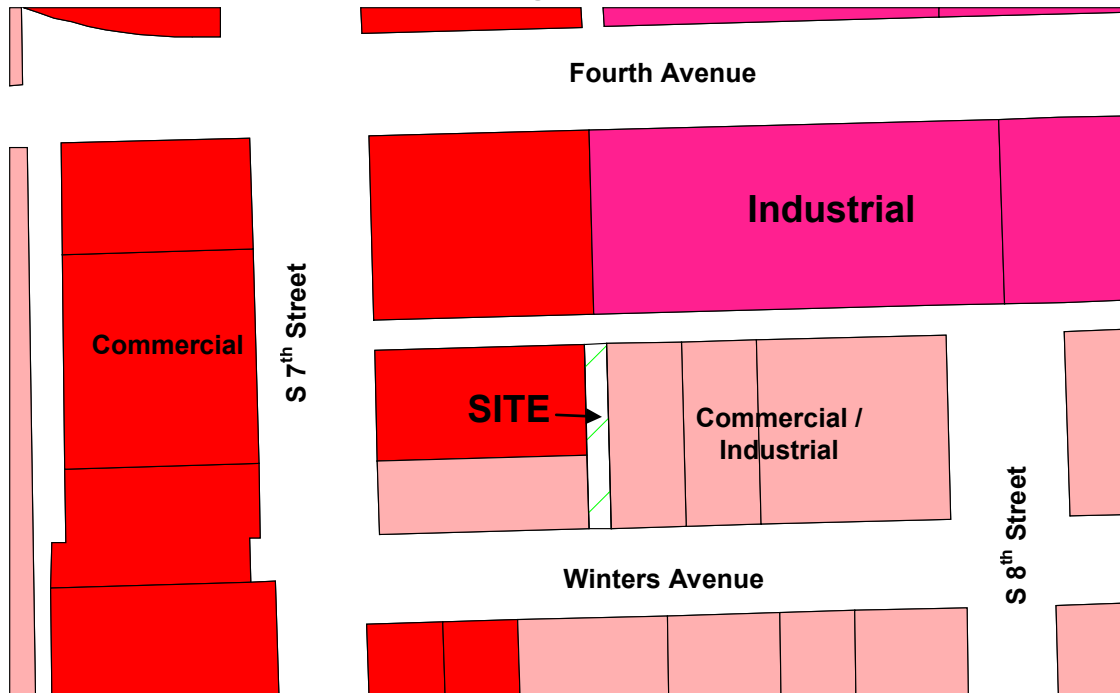 Fourth Avenue
Industrial
S 7th Street
Commercial
SITE
Commercial /
Industrial
S 8th Street
Winters Avenue